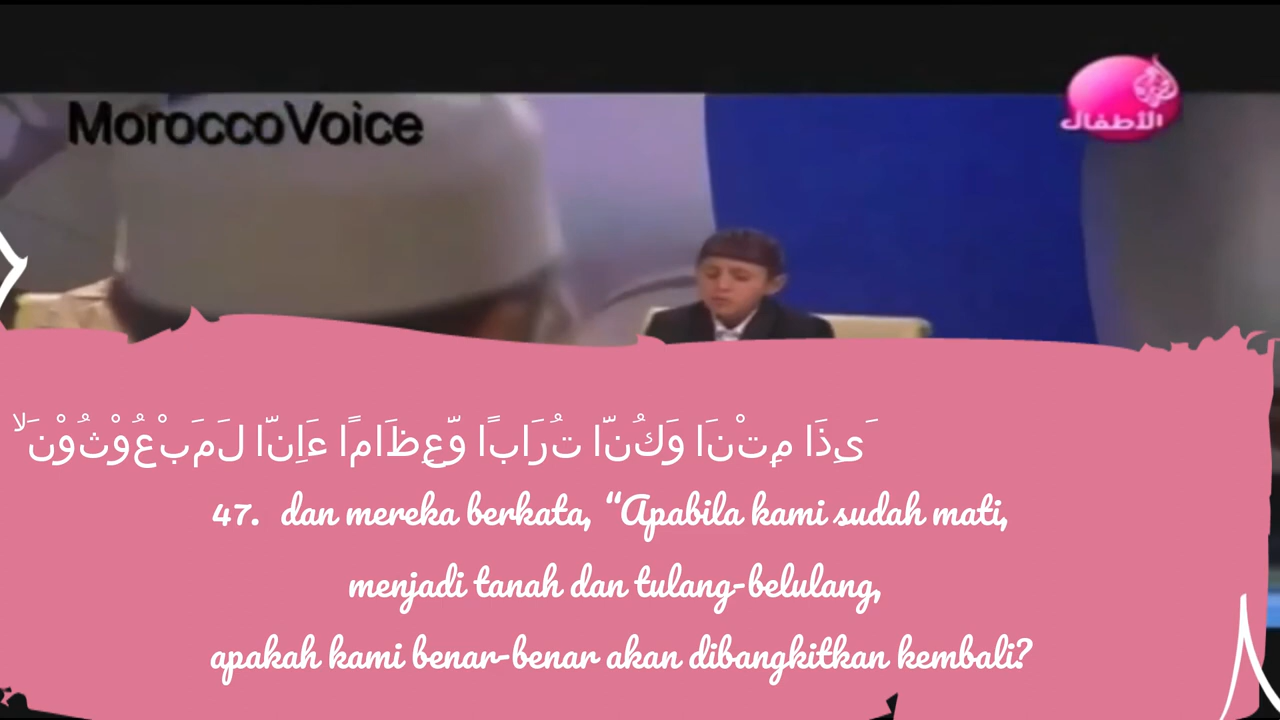 MoroccoVoice
الأطفال
َىِٕذَا مِتْنَا وَكُنَّا تُرَابًا وَّعِظَامًا ءَاِنَّا لَمَبْعُوْثُوْنَۙ
47. dan mereka berkata, “Apabila kami sudah mati,
menjadi tanah dan tulang-belulang,
apakah kami benar-benar akan dibangkitkan kembali?